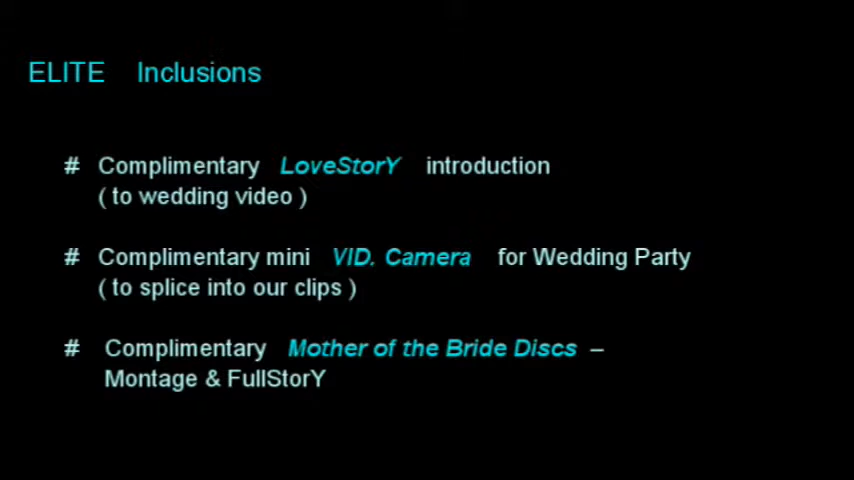 ELITE Inclusions
# Complimentary LoveStorY introduction
( to wedding video )
# Complimentary mini VID. Camera for Wedding Party
( to splice into our clips )
# Complimentary Mother of the Bride Discs –
Montage & FullStorY